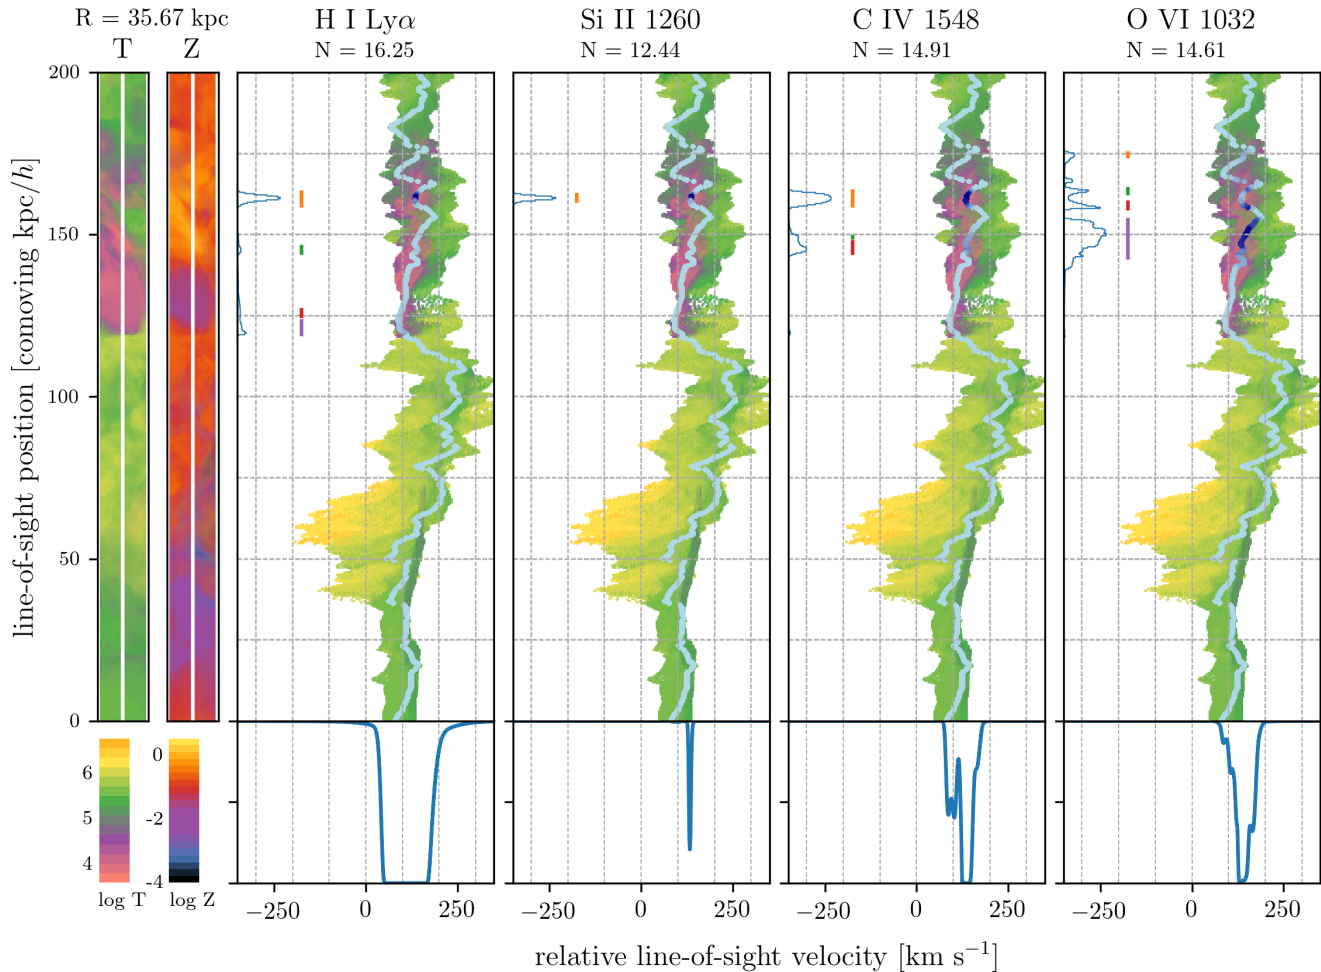 R = 35.67 kpc
T Z
H I Lyα
N = 16.25
Si II 1260
N = 12.44
C IV 1548
N = 14.91
O VI 1032
N = 14.61
line-of-sight position [comoving kpc/h]
200
150
100
50
0
6
5
4
log T
0
-2
-4
log Z
−250 0 250
−250 0 250
−250 0 250
−250 0 250
relative line-of-sight velocity [km s⁻¹]